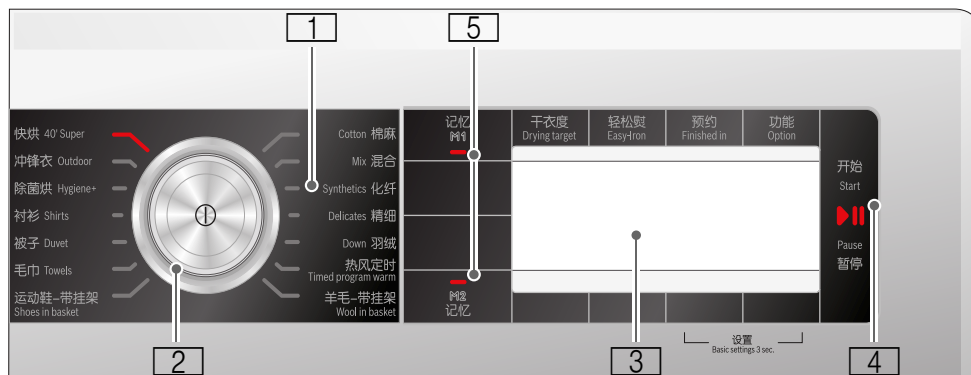 1
5
快烘 40' Super
冲锋衣 Outdoor
除菌烘 Hygiene+
衬衫 Shirts
被子 Duvet
毛巾 Towels
运动鞋-带挂架
Shoes in basket
Cotton 棉麻
Mix 混合
Synthetics 化纤
Delicates 精细
Down 羽绒
热风定时
Timed program warm
羊毛-带挂架
Wool in basket
记忆
M1
M2
记忆
干衣度
Drying target
轻松熨
Easy-Iron
预约
Finished in
功能
Option
设置
Basic settings 3 sec.
开始
Start
Pause
暂停
2
3
4